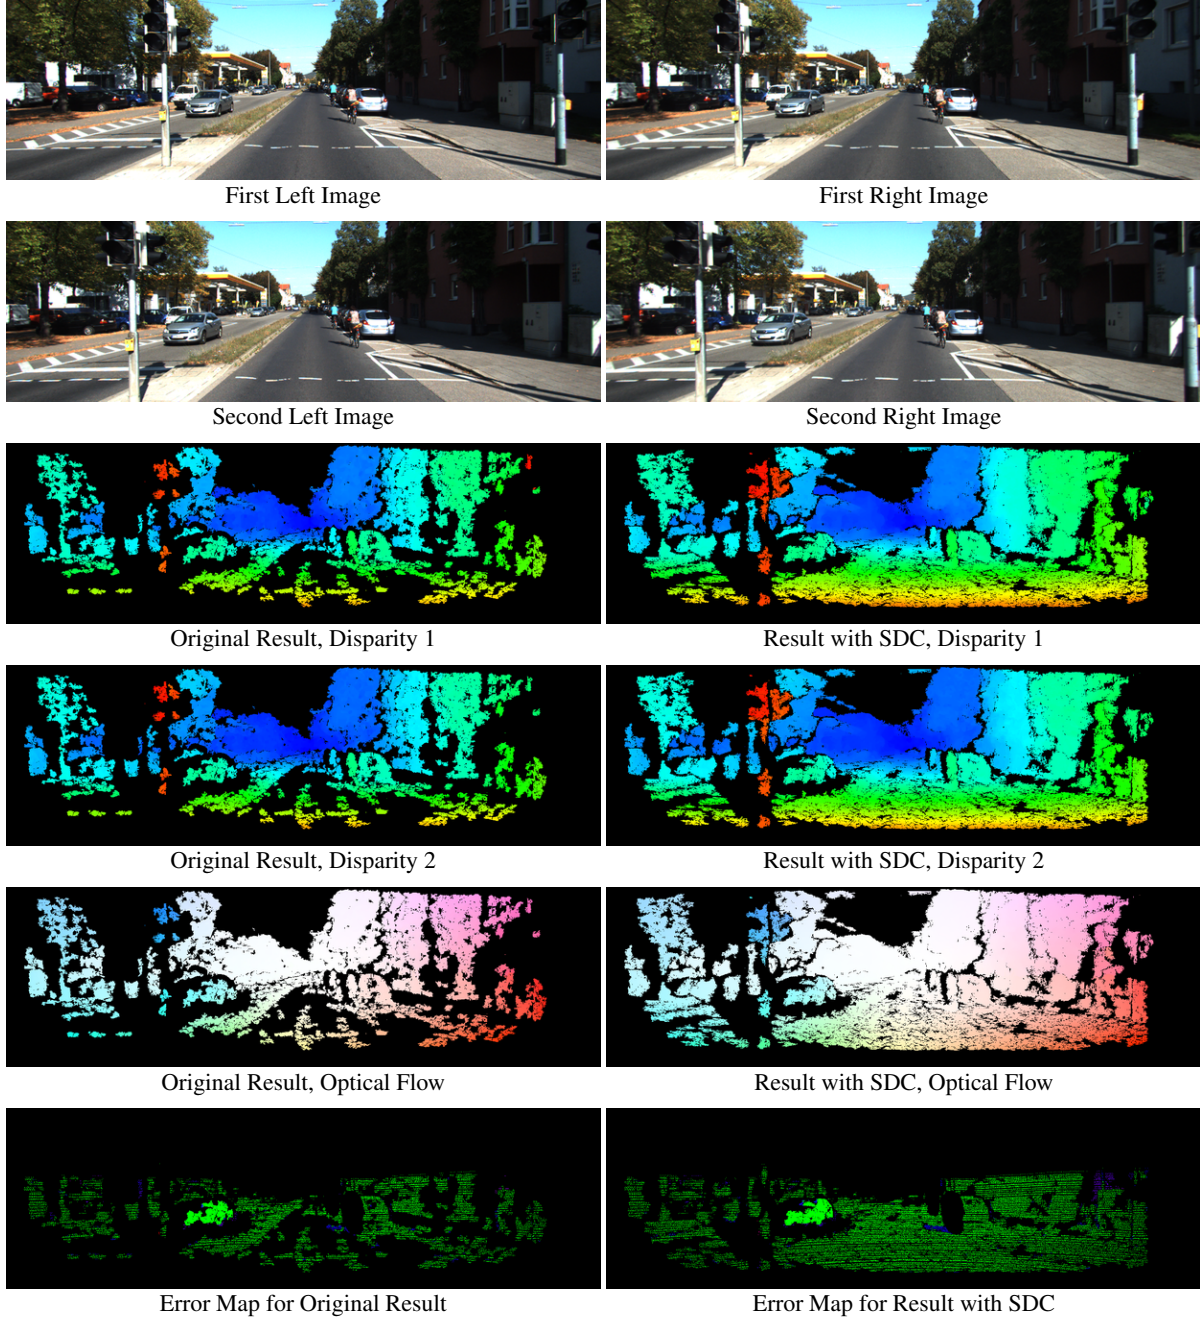 First Left Image
First Right Image
Second Left Image
Second Right Image
Original Result, Disparity 1
Result with SDC, Disparity 1
Original Result, Disparity 2
Result with SDC, Disparity 2
Original Result, Optical Flow
Result with SDC, Optical Flow
Error Map for Original Result
Error Map for Result with SDC